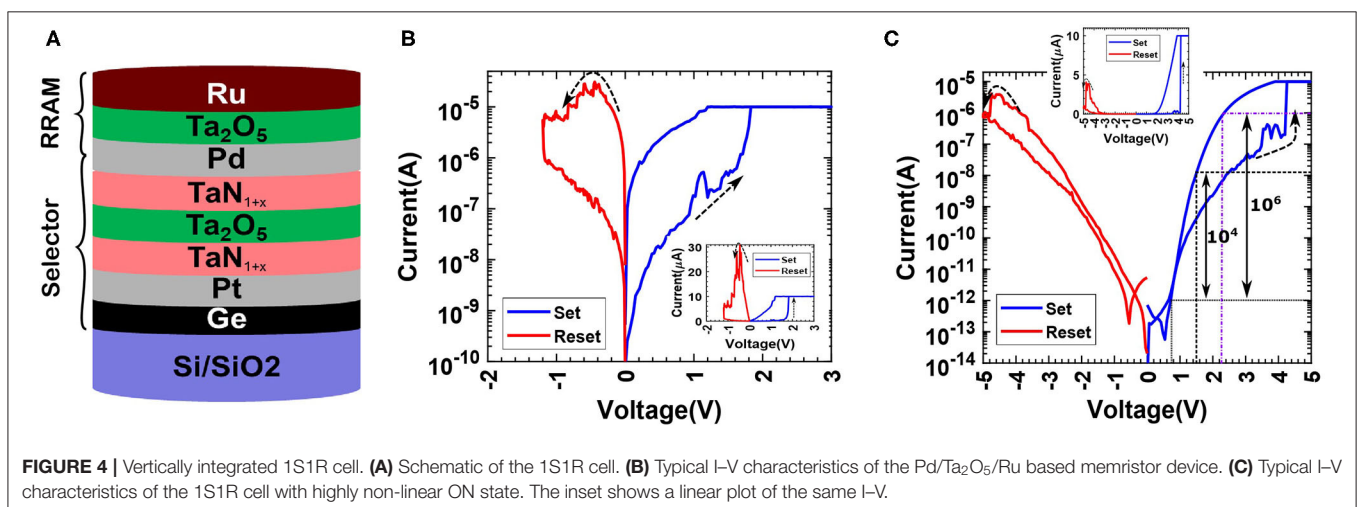 A
RRAM
Selector
Ru
Ta₂O₅
Pd
TaN₁₊ₓ
Ta₂O₅
TaN₁₊ₓ
Pt
Ge
Si/SiO2
B
Current(A)
10⁻⁵
10⁻⁶
10⁻⁷
10⁻⁸
10⁻⁹
10⁻¹⁰
Set
Reset
-2 -1 0 1 2 3
Voltage(V)
Current(μA)
30
20
10
0
Set
Reset
-2 -1 0 1 2 3
Voltage(V)
C
Current(μA)
10
5
0
Set
Reset
-5 -4 -3 -2 -1 0 1 2 3 4 5
Voltage(V)
Current(A)
10⁻⁵
10⁻⁶
10⁻⁷
10⁻⁸
10⁻⁹
10⁻¹⁰
10⁻¹¹
10⁻¹²
10⁻¹³
10⁻¹⁴
10⁴
10⁶
Set
Reset
-5 -4 -3 -2 -1 0 1 2 3 4 5
Voltage(V)
FIGURE 4 | Vertically integrated 1S1R cell. (A) Schematic of the 1S1R cell. (B) Typical I–V characteristics of the Pd/Ta₂O₅/Ru based memristor device. (C) Typical I–V
characteristics of the 1S1R cell with highly non-linear ON state. The inset shows a linear plot of the same I–V.